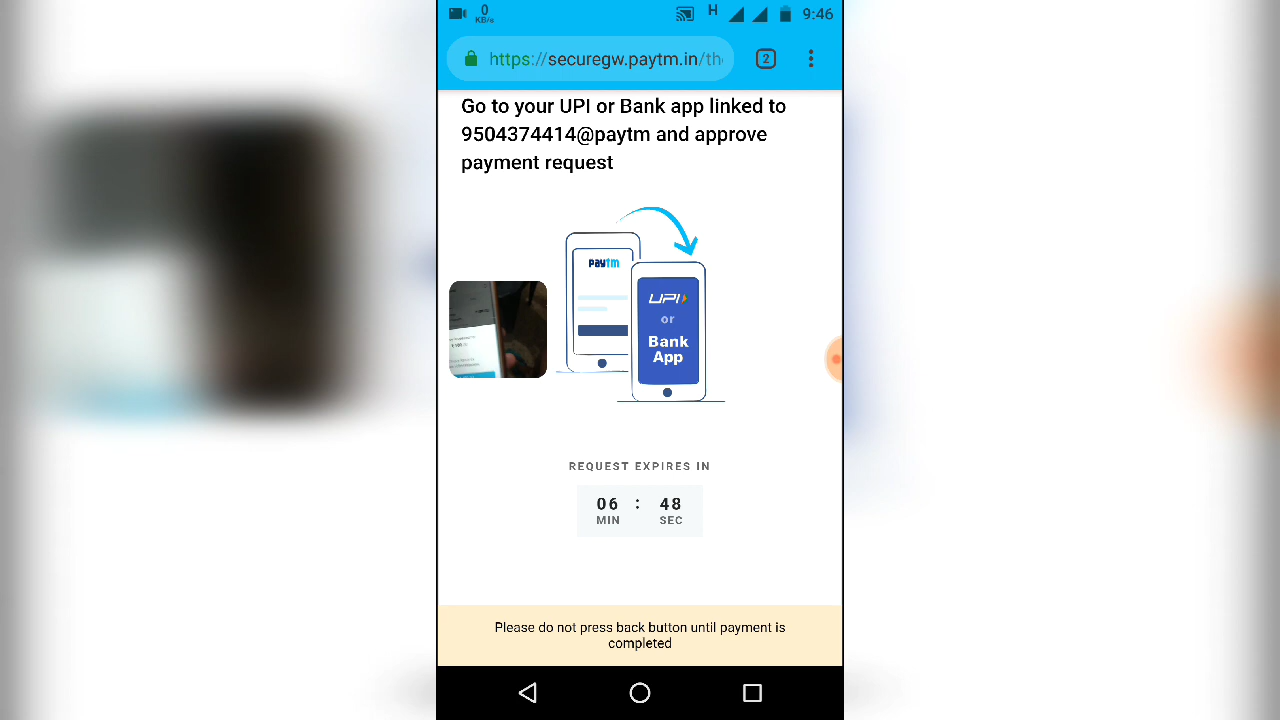 0
KB/s
H
9:46
https://securegw.paytm.in/th
2
Go to your UPI or Bank app linked to
9504374414@paytm and approve
payment request
paytm
UPI
or
Bank
App
REQUEST EXPIRES IN
06 : 48
MIN SEC
Please do not press back button until payment is
completed